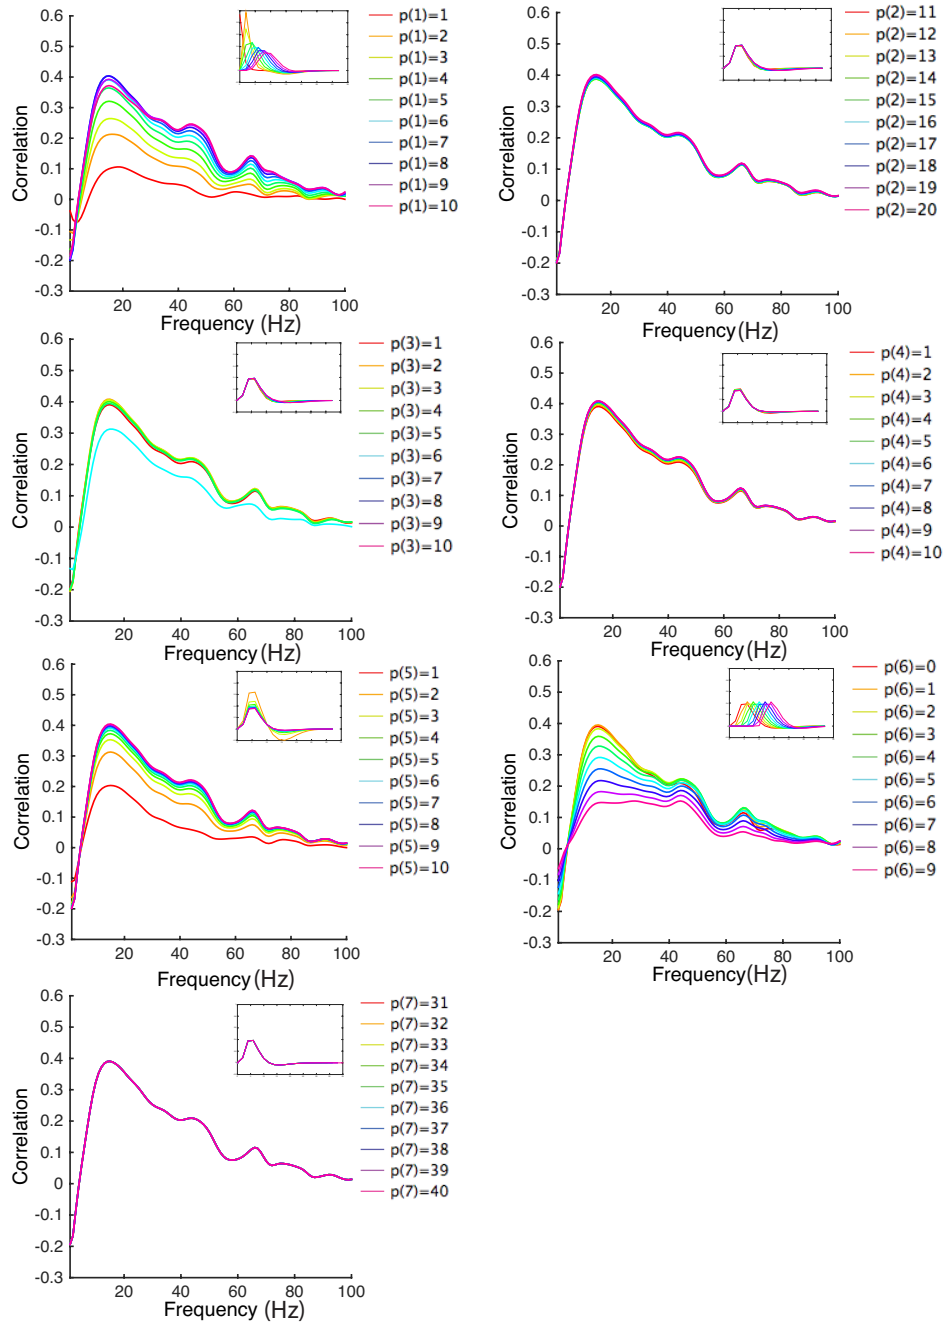 0.6
0.5
0.4
0.3
0.2
0.1
0
-0.1
-0.2
-0.3
Correlation
20
40
60
80
100
Frequency (Hz)
p(1)=1
p(1)=2
p(1)=3
p(1)=4
p(1)=5
p(1)=6
p(1)=7
p(1)=8
p(1)=9
p(1)=10
0.6
0.5
0.4
0.3
0.2
0.1
0
-0.1
-0.2
-0.3
Correlation
20
40
60
80
100
Frequency(Hz)
p(2)=11
p(2)=12
p(2)=13
p(2)=14
p(2)=15
p(2)=16
p(2)=17
p(2)=18
p(2)=19
p(2)=20
0.6
0.5
0.4
0.3
0.2
0.1
0
-0.1
-0.2
-0.3
Correlation
20
40
60
80
100
Frequency(Hz)
p(3)=1
p(3)=2
p(3)=3
p(3)=4
p(3)=5
p(3)=6
p(3)=7
p(3)=8
p(3)=9
p(3)=10
0.6
0.5
0.4
0.3
0.2
0.1
0
-0.1
-0.2
-0.3
Correlation
20
40
60
80
100
Frequency(Hz)
p(4)=1
p(4)=2
p(4)=3
p(4)=4
p(4)=5
p(4)=6
p(4)=7
p(4)=8
p(4)=9
p(4)=10
0.6
0.5
0.4
0.3
0.2
0.1
0
-0.1
-0.2
-0.3
Correlation
20
40
60
80
100
Frequency(Hz)
p(5)=1
p(5)=2
p(5)=3
p(5)=4
p(5)=5
p(5)=6
p(5)=7
p(5)=8
p(5)=9
p(5)=10
0.6
0.5
0.4
0.3
0.2
0.1
0
-0.1
-0.2
-0.3
Correlation
20
40
60
80
100
Frequency(Hz)
p(6)=0
p(6)=1
p(6)=2
p(6)=3
p(6)=4
p(6)=5
p(6)=6
p(6)=7
p(6)=8
p(6)=9
0.6
0.5
0.4
0.3
0.2
0.1
0
-0.1
-0.2
-0.3
Correlation
20
40
60
80
100
Frequency(Hz)
p(7)=31
p(7)=32
p(7)=33
p(7)=34
p(7)=35
p(7)=36
p(7)=37
p(7)=38
p(7)=39
p(7)=40